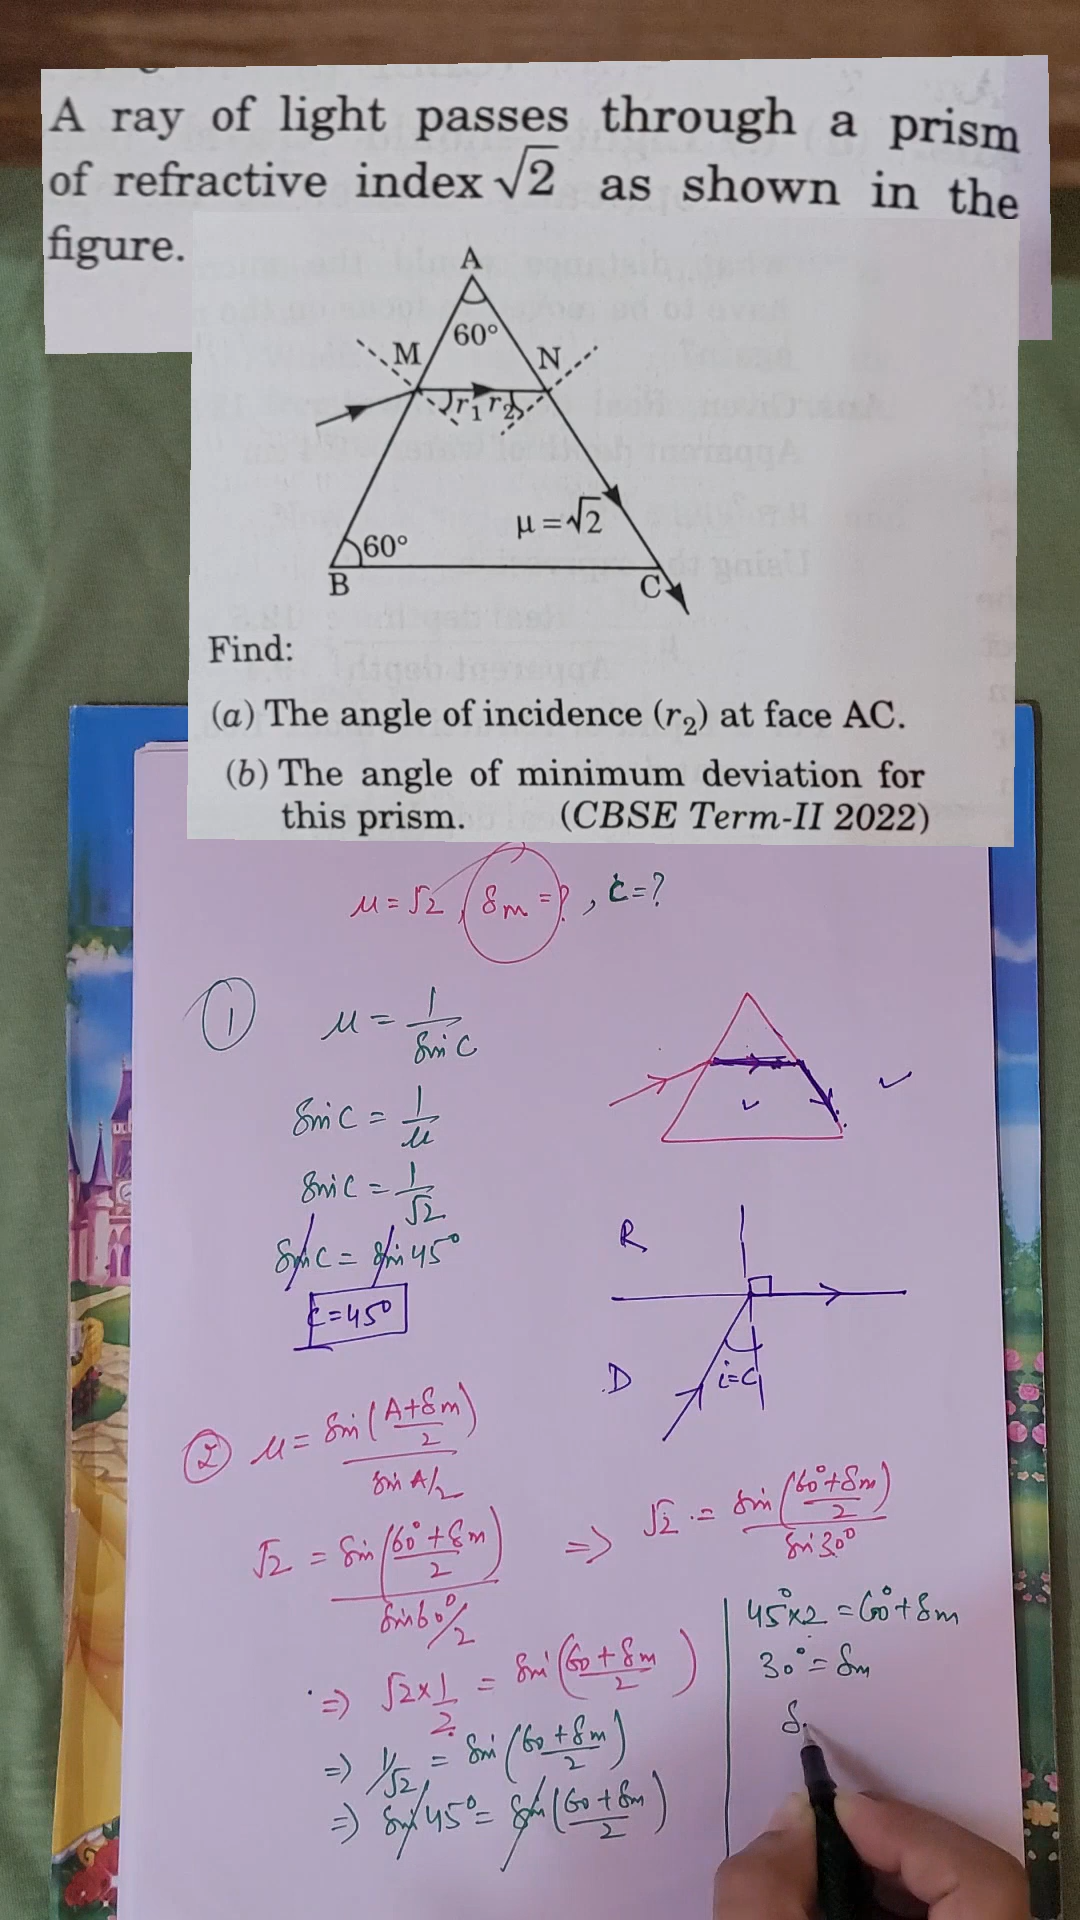 A ray of light passes through a prism
of refractive index √2 as shown in the
figure.
A
60°
M
N
r₁ r₂
μ = √2
60°
B
C
Find:
(a) The angle of incidence (r₂) at face AC.
(b) The angle of minimum deviation for
this prism. (CBSE Term-II 2022)
μ = √2, δm = ?, c = ?
① μ = 1/sin C
sin C = 1/μ
sin C = 1/√2
sin C = sin 45°
C = 45°
R
D
i = C
② μ = sin((A+δm)/2) / sin A/2
√2 = sin((60°+δm)/2) / sin 60°/2
⇒ √2 = sin((60°+δm)/2) / sin 30°
⇒ √2 × 1/2 = sin((60+δm)/2)
⇒ 1/√2 = sin((60+δm)/2)
⇒ sin 45° = sin((60+δm)/2)
45° × 2 = 60° + δm
30° = δm
δ